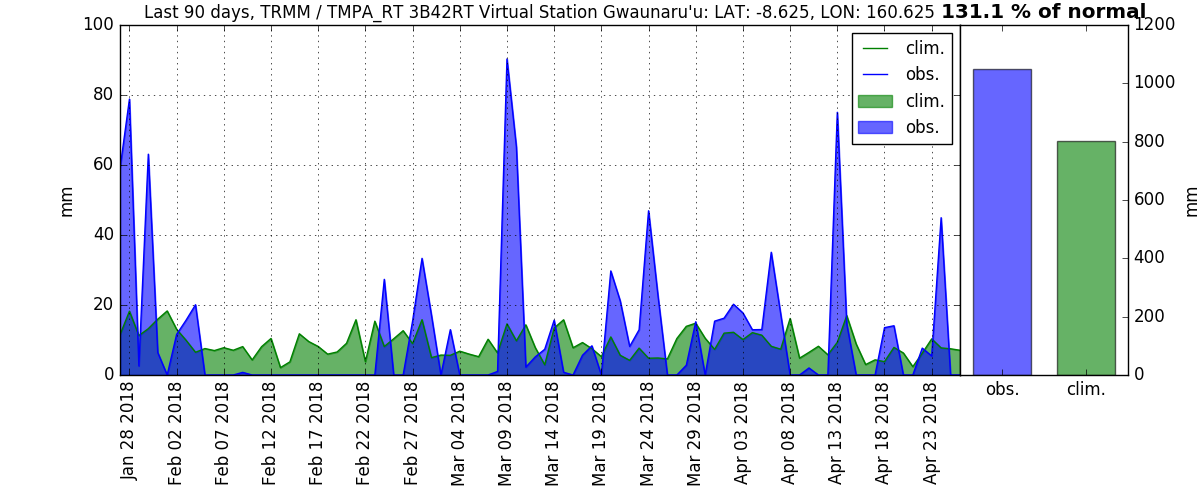 Last 90 days, TRMM / TMPA_RT 3B42RT Virtual Station Gwaunaru'u: LAT: -8.625, LON: 160.625 131.1 % of normal
100
80
60
40
20
0
mm
clim.
obs.
clim.
obs.
Jan 28 2018
Feb 02 2018
Feb 07 2018
Feb 12 2018
Feb 17 2018
Feb 22 2018
Feb 27 2018
Mar 04 2018
Mar 09 2018
Mar 14 2018
Mar 19 2018
Mar 24 2018
Mar 29 2018
Apr 03 2018
Apr 08 2018
Apr 13 2018
Apr 18 2018
Apr 23 2018
1200
1000
800
600
400
200
0
mm
obs.
clim.